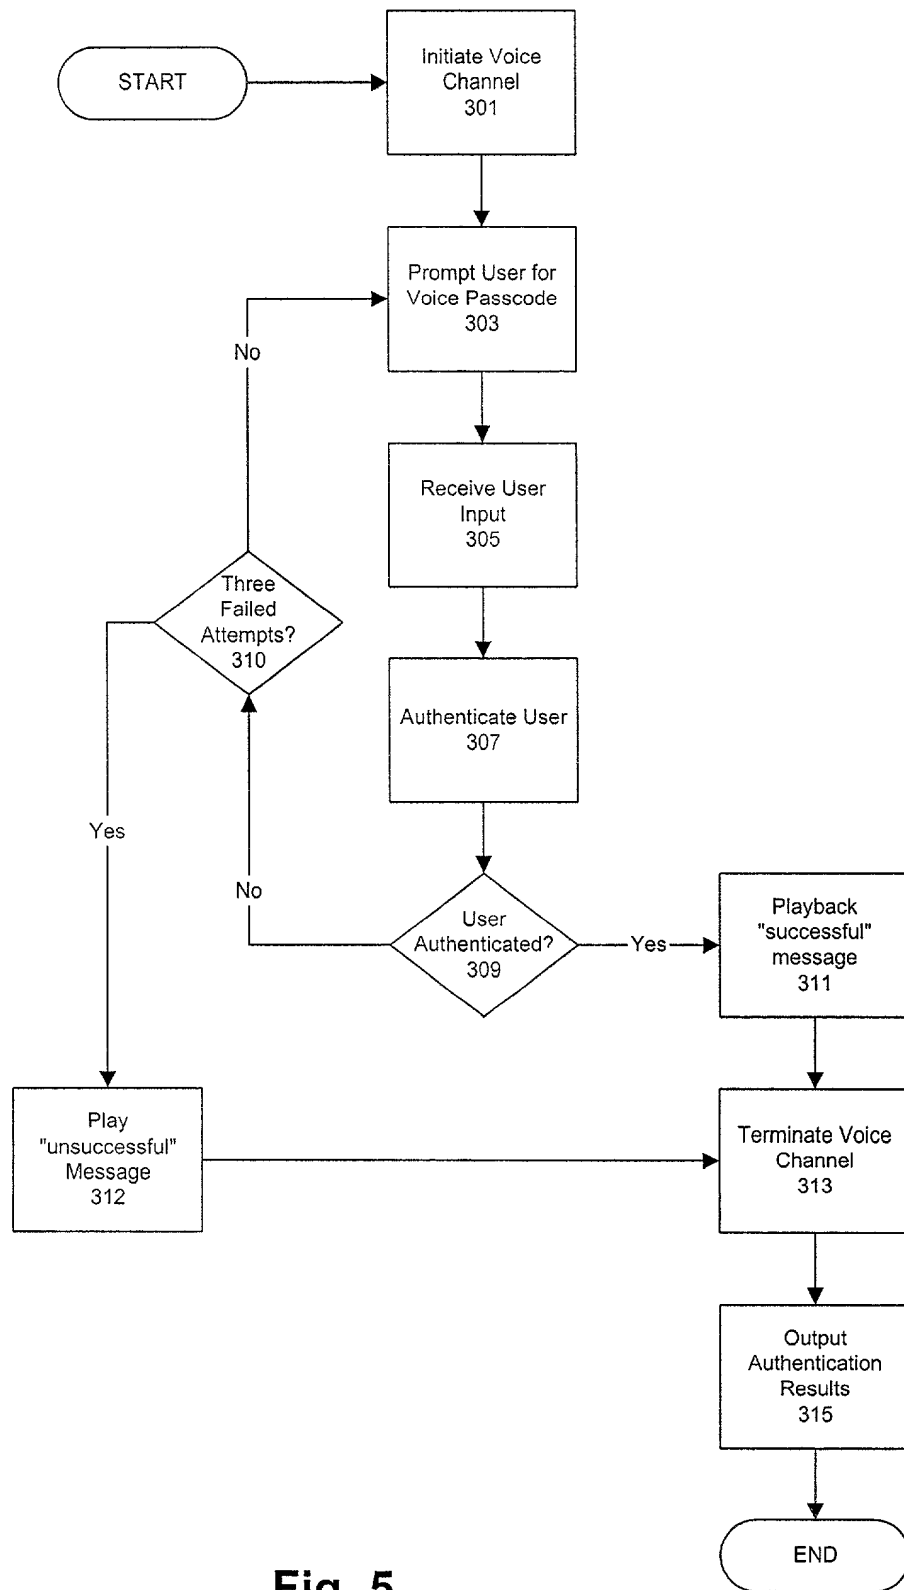 START
Initiate Voice
Channel
301
Prompt User for
Voice Passcode
303
No
Receive User
Input
305
Three
Failed
Attempts?
310
Authenticate User
307
Yes
No
User
Authenticated?
309
Yes
Playback
"successful"
message
311
Play
"unsuccessful"
Message
312
Terminate Voice
Channel
313
Output
Authentication
Results
315
END
Fig. 5